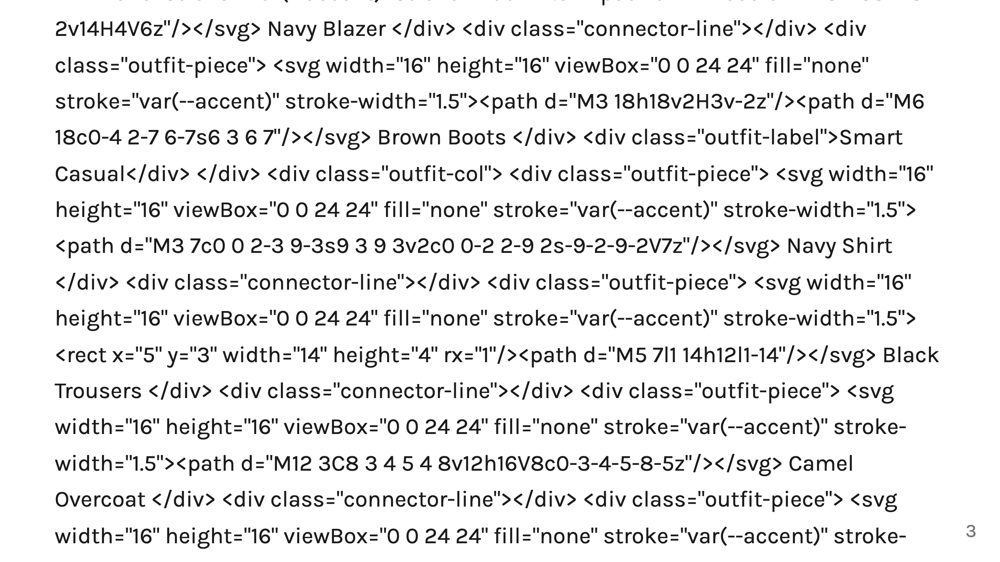 2v14H4V6z"/></svg> Navy Blazer </div> <div class="connector-line"></div> <div
class="outfit-piece"> <svg width="16" height="16" viewBox="0 0 24 24" fill="none"
stroke="var(--accent)" stroke-width="1.5"><path d="M3 18h18v2H3v-2z"/><path d="M6
18c0-4 2-7 6-7s6 3 6 7"/></svg> Brown Boots </div> <div class="outfit-label">Smart
Casual</div> </div> <div class="outfit-col"> <div class="outfit-piece"> <svg width="16"
height="16" viewBox="0 0 24 24" fill="none" stroke="var(--accent)" stroke-width="1.5">
<path d="M3 7c0 0 2-3 9-3s9 3 9 3v2c0 0-2 2-9 2s-9-2-9-2V7z"/></svg> Navy Shirt
</div> <div class="connector-line"></div> <div class="outfit-piece"> <svg width="16"
height="16" viewBox="0 0 24 24" fill="none" stroke="var(--accent)" stroke-width="1.5">
<rect x="5" y="3" width="14" height="4" rx="1"/><path d="M5 7l1 14h12l1-14"/></svg> Black
Trousers </div> <div class="connector-line"></div> <div class="outfit-piece"> <svg
width="16" height="16" viewBox="0 0 24 24" fill="none" stroke="var(--accent)" stroke-
width="1.5"><path d="M12 3C8 3 4 5 4 8v12h16V8c0-3-4-5-8-5z"/></svg> Camel
Overcoat </div> <div class="connector-line"></div> <div class="outfit-piece"> <svg
width="16" height="16" viewBox="0 0 24 24" fill="none" stroke="var(--accent)" stroke-
3